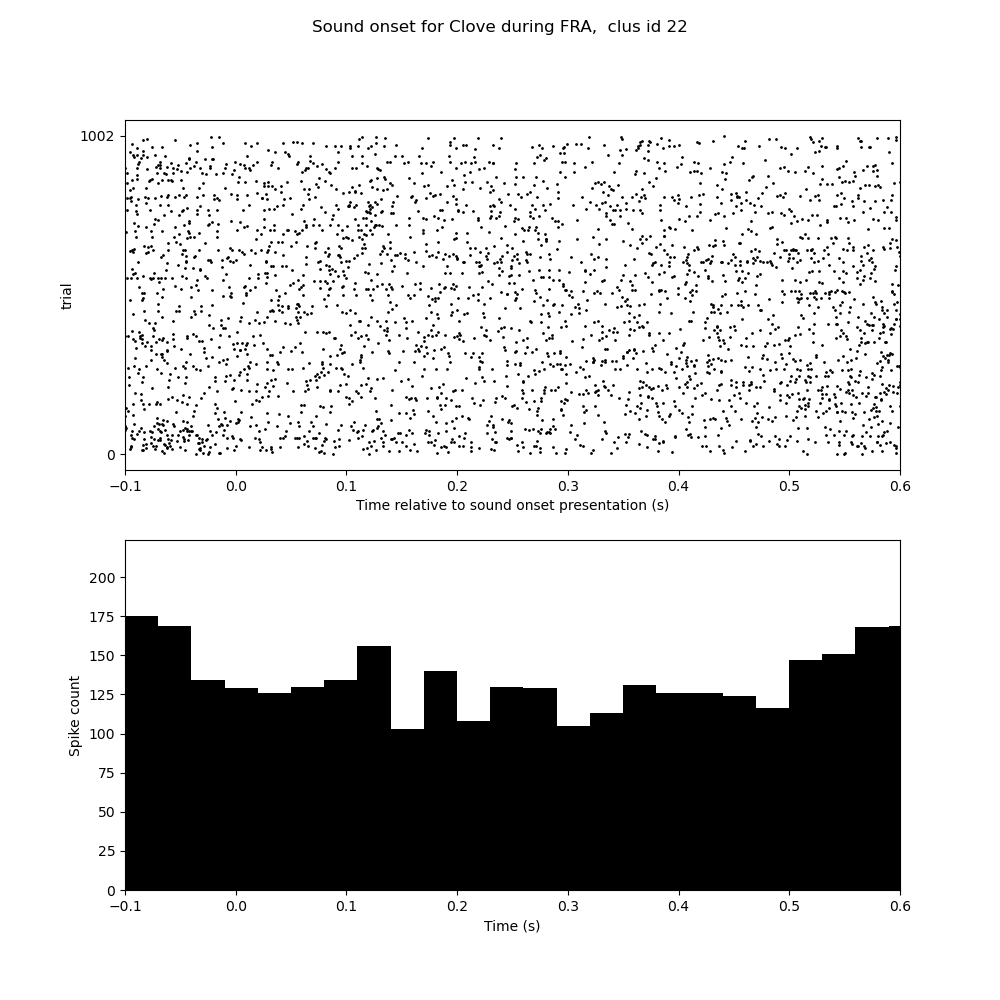 Sound onset for Clove during FRA,  clus id 22
1002
trial
0
−0.1 0.0 0.1 0.2 0.3 0.4 0.5 0.6
Time relative to sound onset presentation (s)
200
175
150
125
Spike count
100
75
50
25
0
−0.1 0.0 0.1 0.2 0.3 0.4 0.5 0.6
Time (s)